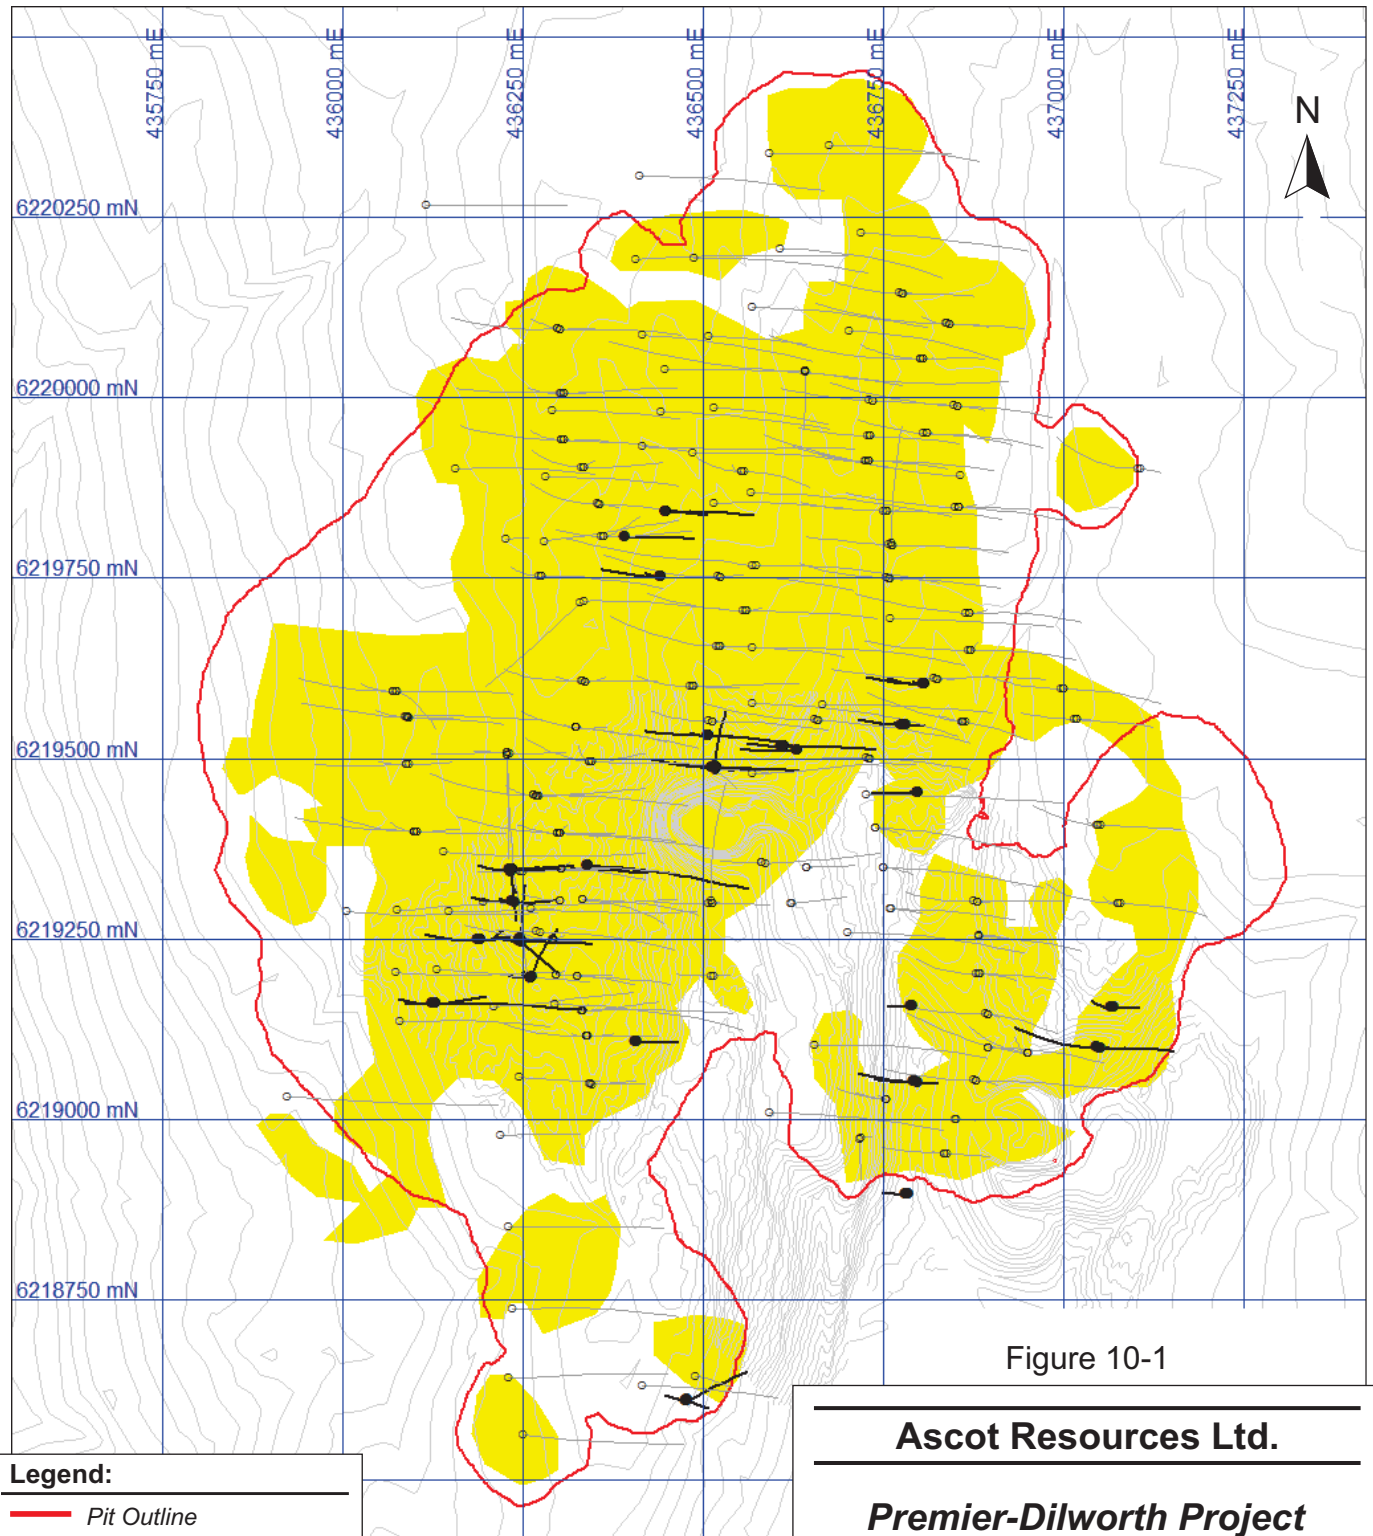 435750 mE
436000 mE
436250 mE
436500 mE
436750 mE
437000 mE
437250 mE
N
6220250 mN
6220000 mN
6219750 mN
6219500 mN
6219250 mN
6219000 mN
6218750 mN
Figure 10-1
Ascot Resources Ltd.
Premier-Dilworth Project
Legend:
Pit Outline